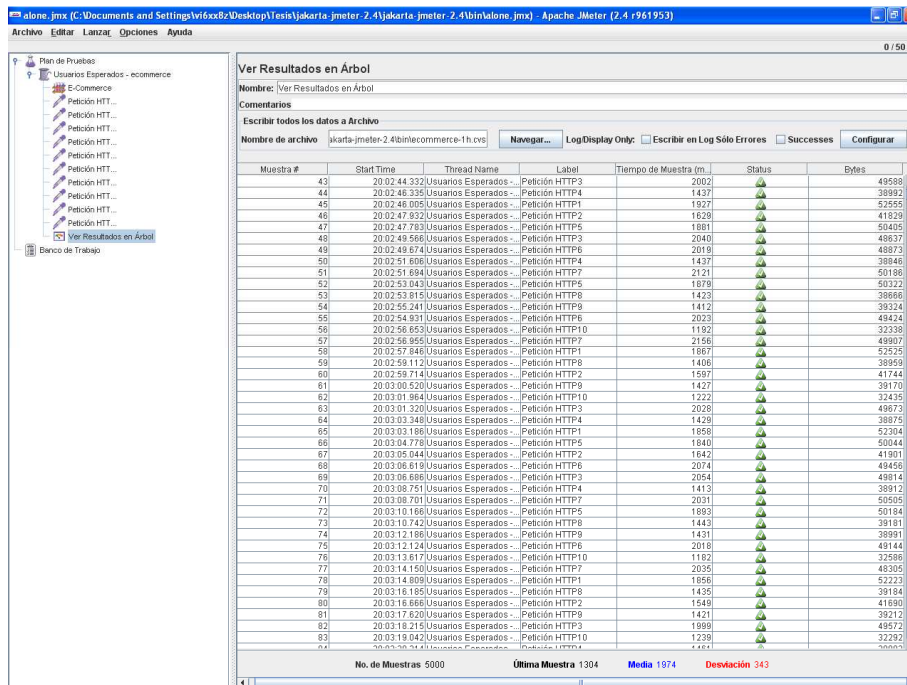 alone.jmx (C:\Documents and Settings\vi6xx8z\Desktop\Tesis\jakarta-jmeter-2.4\jakarta-jmeter-2.4\bin\alone.jmx) - Apache JMeter (2.4 r961953)
Archivo Editar Lanzar Opciones Ayuda
0 / 50
Plan de Pruebas
Usuarios Esperados - ecommerce
E-Commerce
Petición HTT...
Petición HTT...
Petición HTT...
Petición HTT...
Petición HTT...
Petición HTT...
Petición HTT...
Petición HTT...
Petición HTT...
Petición HTT...
Ver Resultados en Árbol
Banco de Trabajo
Ver Resultados en Árbol
Nombre: Ver Resultados en Árbol
Comentarios
Escribir todos los datos a Archivo
Nombre de archivo akarta-jmeter-2.4\bin\ecommerce-1h.cvs Navegar... Log/Display Only: Escribir en Log Sólo Errores Successes Configurar
Muestra # Start Time Thread Name Label Tiempo de Muestra (m... Status Bytes
43 20:02:44.332 Usuarios Esperados -... Petición HTTP3 2002 49588
44 20:02:46.335 Usuarios Esperados -... Petición HTTP4 1437 38992
45 20:02:46.005 Usuarios Esperados -... Petición HTTP1 1927 52555
46 20:02:47.932 Usuarios Esperados -... Petición HTTP2 1629 41829
47 20:02:47.783 Usuarios Esperados -... Petición HTTP5 1881 50405
48 20:02:49.566 Usuarios Esperados -... Petición HTTP3 2040 48637
49 20:02:49.674 Usuarios Esperados -... Petición HTTP6 2019 48873
50 20:02:51.606 Usuarios Esperados -... Petición HTTP4 1437 38846
51 20:02:51.694 Usuarios Esperados -... Petición HTTP7 2121 50186
52 20:02:53.043 Usuarios Esperados -... Petición HTTP5 1879 50322
53 20:02:53.815 Usuarios Esperados -... Petición HTTP8 1423 38666
54 20:02:55.241 Usuarios Esperados -... Petición HTTP9 1412 39324
55 20:02:54.931 Usuarios Esperados -... Petición HTTP6 2023 49424
56 20:02:56.653 Usuarios Esperados -... Petición HTTP10 1192 32338
57 20:02:56.955 Usuarios Esperados -... Petición HTTP7 2156 49907
58 20:02:57.846 Usuarios Esperados -... Petición HTTP1 1867 52525
59 20:02:59.112 Usuarios Esperados -... Petición HTTP8 1406 38959
60 20:02:59.714 Usuarios Esperados -... Petición HTTP2 1597 41744
61 20:03:00.520 Usuarios Esperados -... Petición HTTP9 1427 39170
62 20:03:01.964 Usuarios Esperados -... Petición HTTP10 1222 32435
63 20:03:01.320 Usuarios Esperados -... Petición HTTP3 2028 49673
64 20:03:03.348 Usuarios Esperados -... Petición HTTP4 1429 38875
65 20:03:03.186 Usuarios Esperados -... Petición HTTP1 1858 52304
66 20:03:04.778 Usuarios Esperados -... Petición HTTP5 1840 50044
67 20:03:05.044 Usuarios Esperados -... Petición HTTP2 1642 41901
68 20:03:06.619 Usuarios Esperados -... Petición HTTP6 2074 49456
69 20:03:06.686 Usuarios Esperados -... Petición HTTP3 2054 49814
70 20:03:08.751 Usuarios Esperados -... Petición HTTP4 1413 38912
71 20:03:08.701 Usuarios Esperados -... Petición HTTP7 2031 50505
72 20:03:10.166 Usuarios Esperados -... Petición HTTP5 1893 50184
73 20:03:10.742 Usuarios Esperados -... Petición HTTP8 1443 39181
74 20:03:12.186 Usuarios Esperados -... Petición HTTP9 1431 38991
75 20:03:12.124 Usuarios Esperados -... Petición HTTP6 2018 49144
76 20:03:13.617 Usuarios Esperados -... Petición HTTP10 1182 32586
77 20:03:14.150 Usuarios Esperados -... Petición HTTP7 2035 48305
78 20:03:14.809 Usuarios Esperados -... Petición HTTP1 1856 52223
79 20:03:16.185 Usuarios Esperados -... Petición HTTP8 1435 39184
80 20:03:16.666 Usuarios Esperados -... Petición HTTP2 1549 41690
81 20:03:17.620 Usuarios Esperados -... Petición HTTP9 1421 39212
82 20:03:18.215 Usuarios Esperados -... Petición HTTP3 1999 49572
83 20:03:19.042 Usuarios Esperados -... Petición HTTP10 1239 32292
No. de Muestras 5000 Última Muestra 1304 Media 1974 Desviación 343